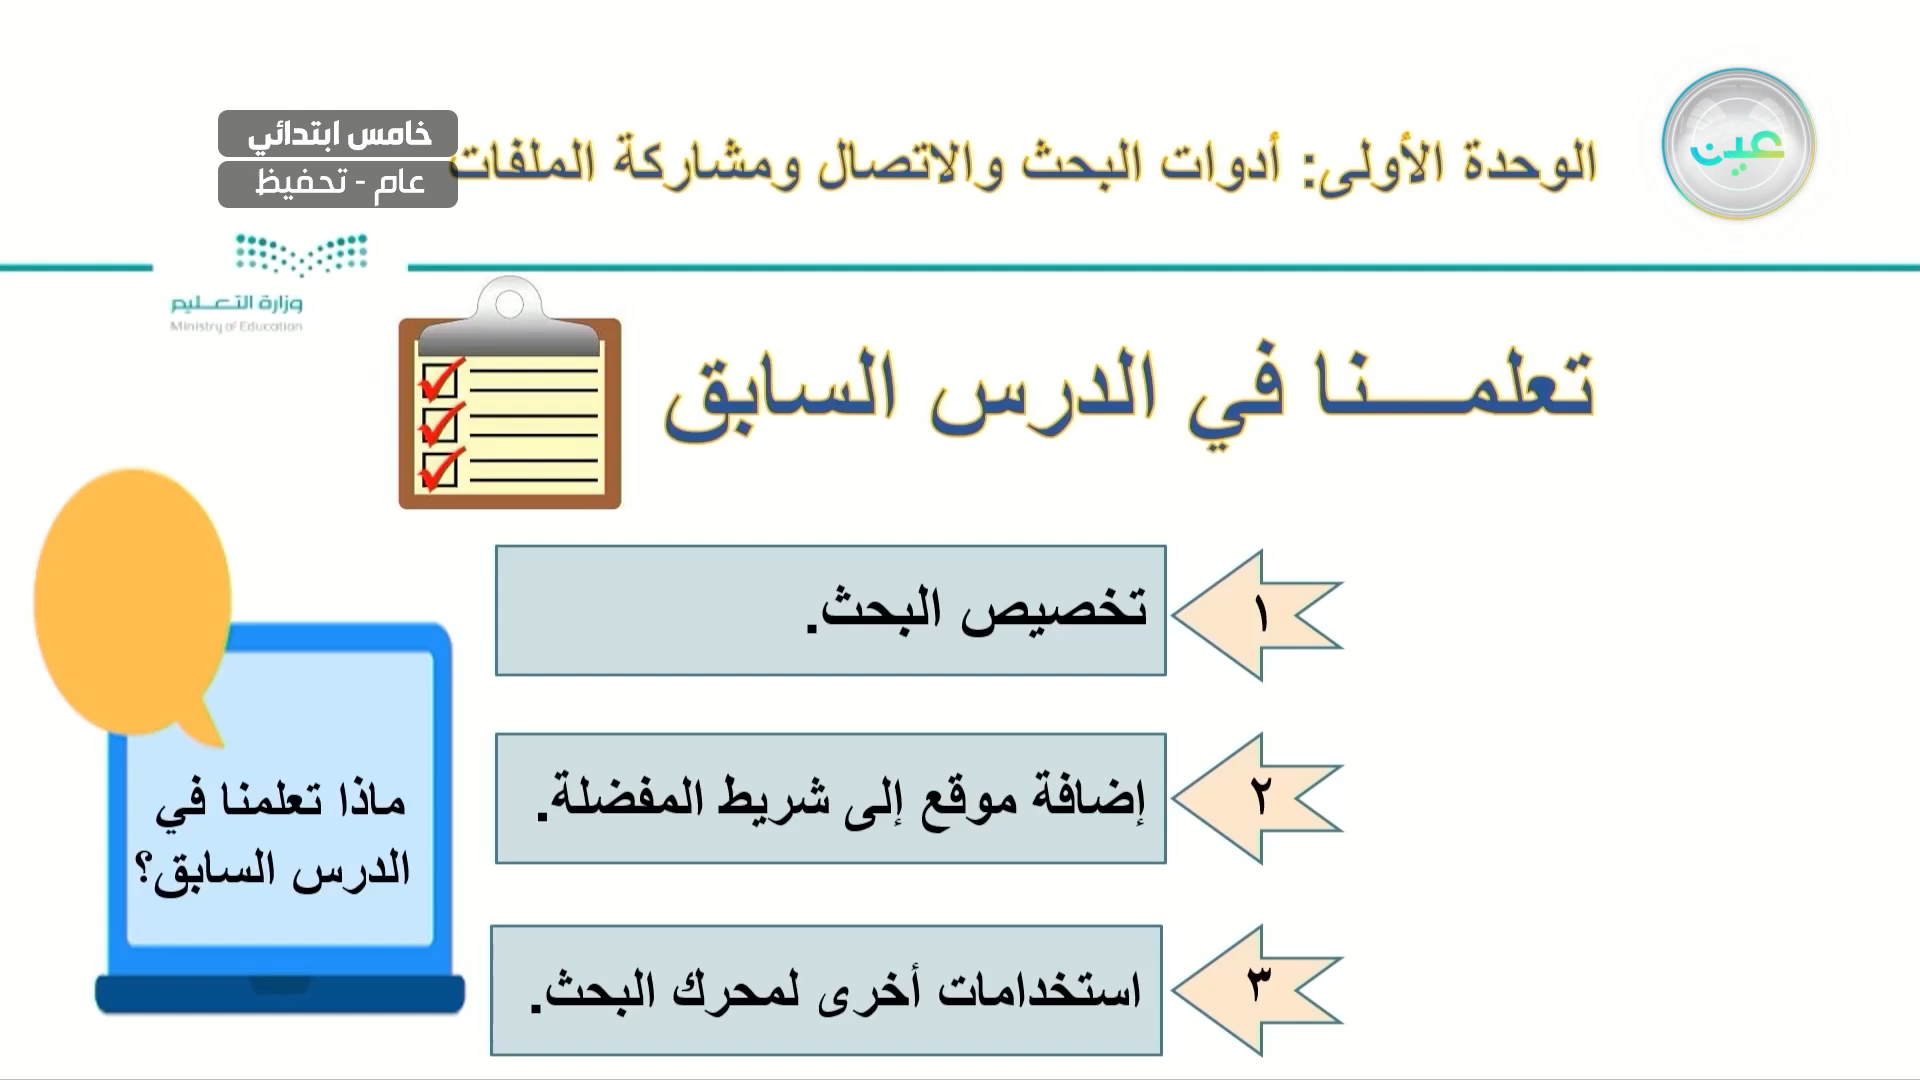 عين
الوحدة الأولى: أدوات البحث والاتصال ومشاركة الملفات
خامس ابتدائي
عام - تحفيظ
وزارة التعليم
Ministry of Education
تعلمـــــنا في الدرس السابق
١
تخصيص البحث.
٢
إضافة موقع إلى شريط المفضلة.
٣
استخدامات أخرى لمحرك البحث.
ماذا تعلمنا في
الدرس السابق؟